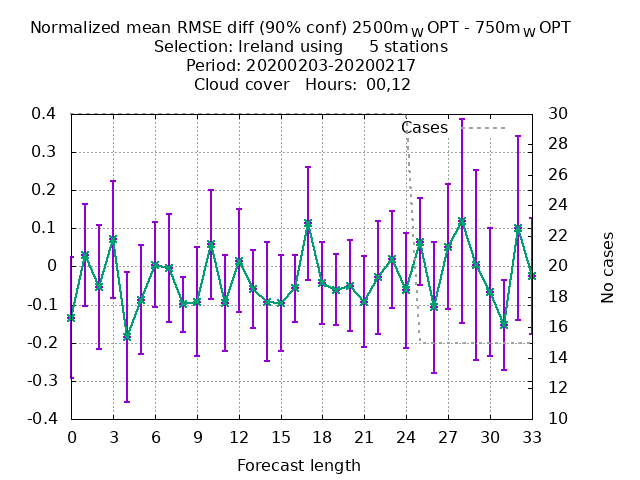 Normalized mean RMSE diff (90% conf) 2500m_W OPT - 750m_W OPT
Selection: Ireland using 5 stations
Period: 20200203-20200217
Cloud cover Hours: 00,12
Cases
0.4
0.3
0.2
0.1
0
-0.1
-0.2
-0.3
-0.4
30
28
26
24
22
20
18
16
14
12
10
No cases
0 3 6 9 12 15 18 21 24 27 30 33
Forecast length